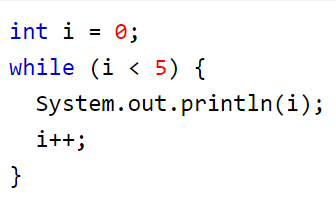 int i = 0;
while (i < 5) {
  System.out.println(i);
  i++;
}